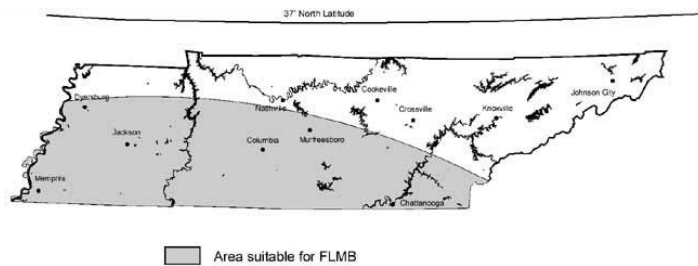 37° North Latitude
Dyersburg
Nashville
Cookeville
Johnson City
Jackson
Columbia
Murfreesboro
Crossville
Knoxville
Memphis
Chattanooga
Area suitable for FLMB